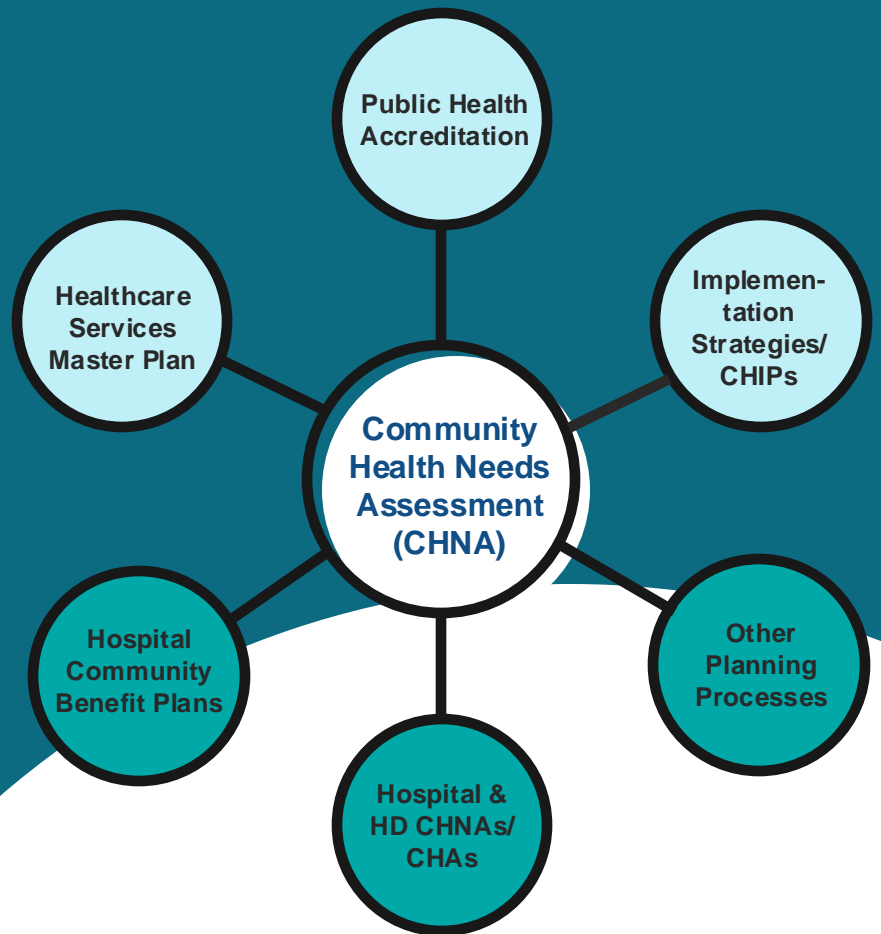 Public Health
Accreditation
Healthcare
Services
Master Plan
Implemen-
tation
Strategies/
CHIPs
Community
Health Needs
Assessment
(CHNA)
Hospital
Community
Benefit Plans
Other
Planning
Processes
Hospital &
HD CHNAs/
CHAs